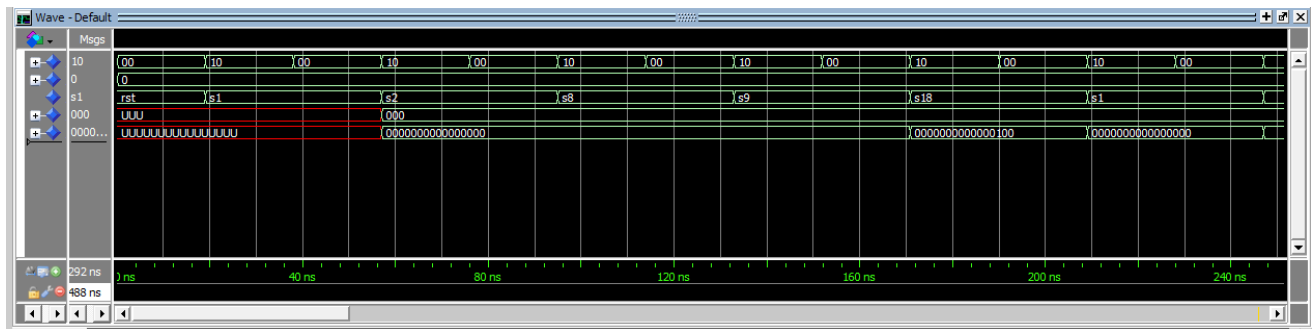 Wave - Default
Msgs
10 00 10 00 10 00 10 00 10 00 10 00 10 00
0 0
s1 rst s1 s2 s8 s9 s18 s1
000 UUU 000
0000... UUUUUUUUUUUUUUUU 0000000000000000 0000000000000100 0000000000000000
292 ns 0 ns 40 ns 80 ns 120 ns 160 ns 200 ns 240 ns
488 ns